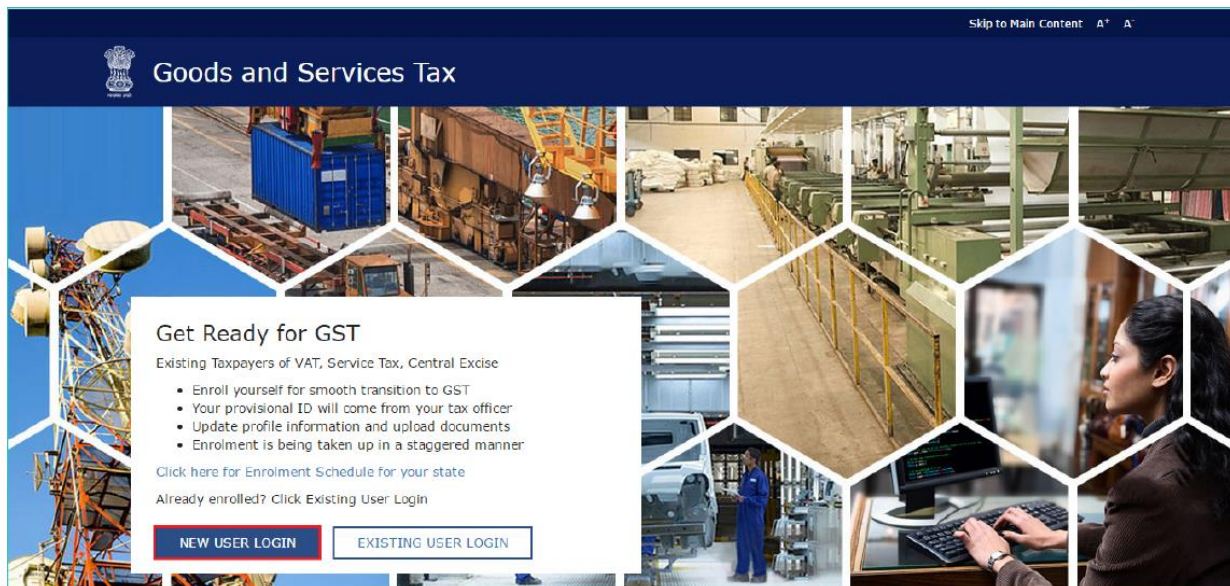 Skip to Main Content A+ A-
Goods and Services Tax
Get Ready for GST
Existing Taxpayers of VAT, Service Tax, Central Excise
• Enroll yourself for smooth transition to GST
• Your provisional ID will come from your tax officer
• Update profile information and upload documents
• Enrolment is being taken up in a staggered manner
Click here for Enrolment Schedule for your state
Already enrolled? Click Existing User Login
NEW USER LOGIN EXISTING USER LOGIN